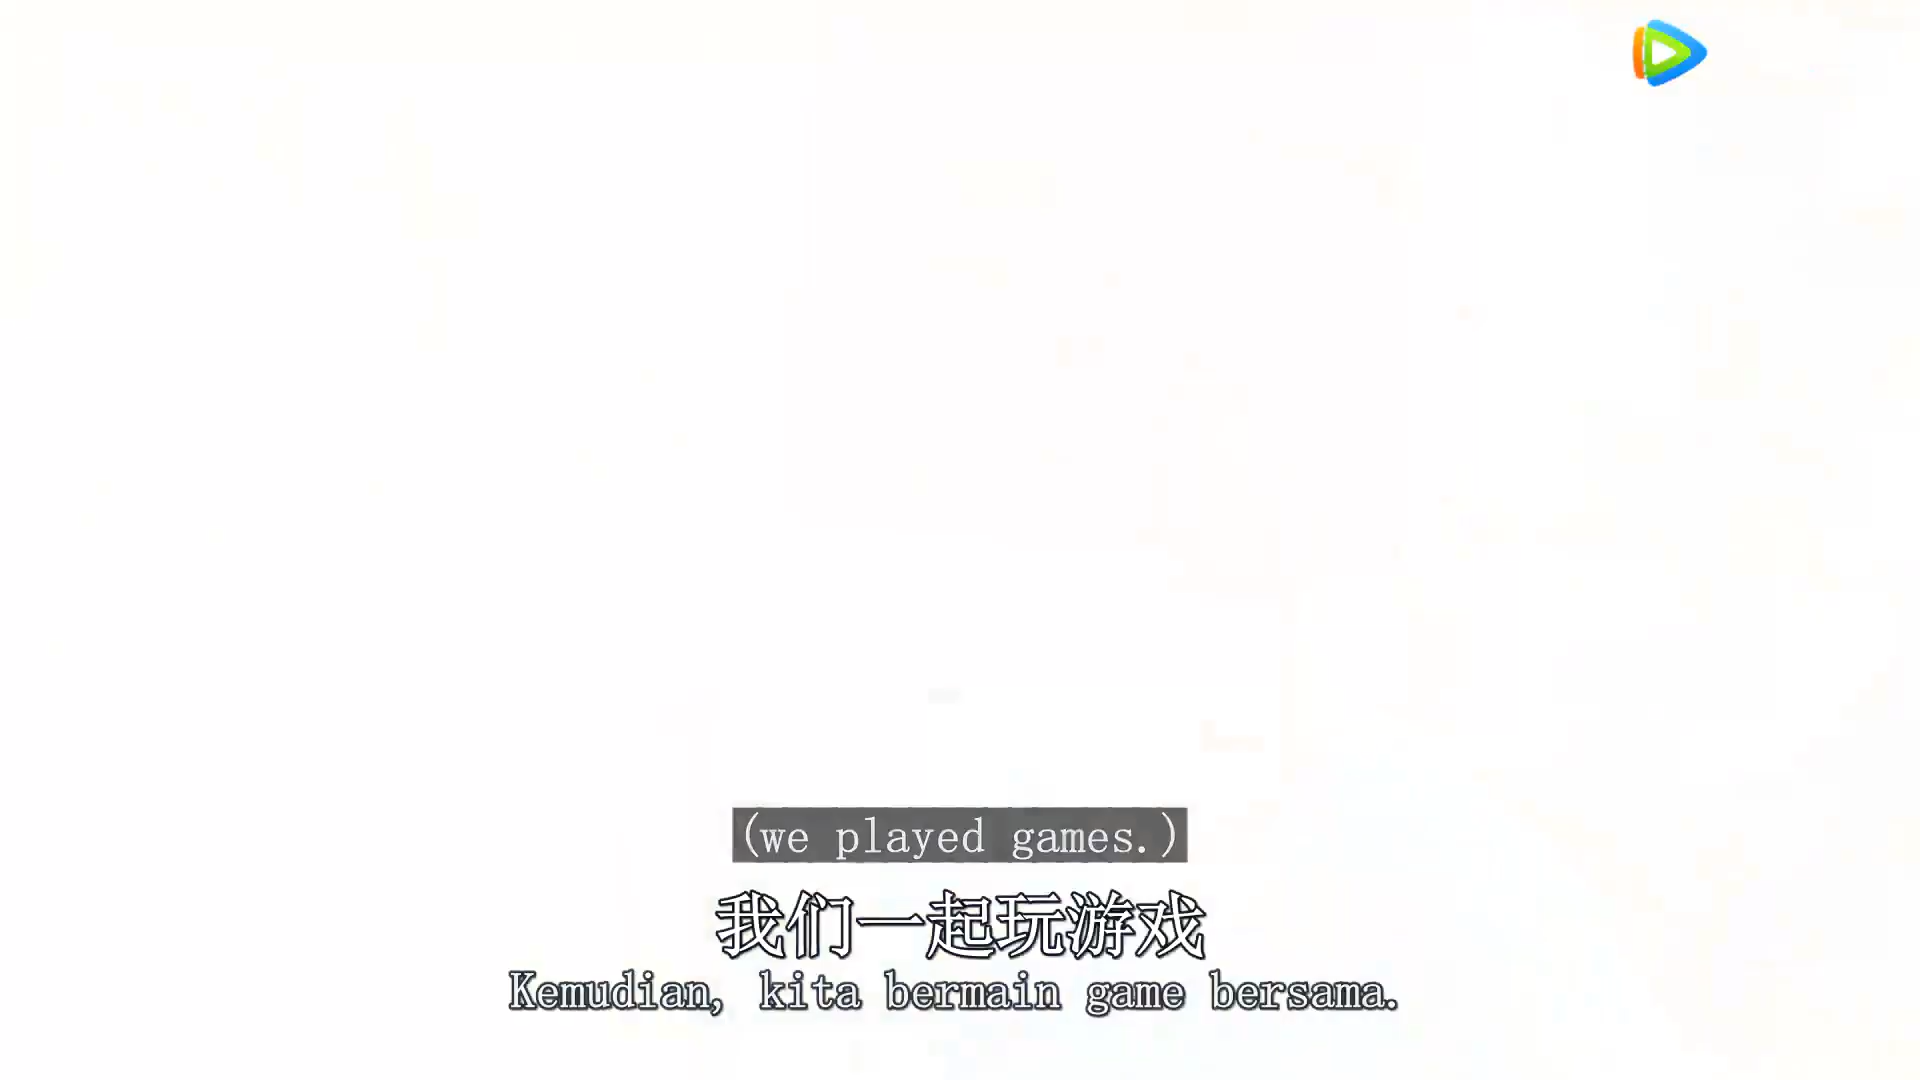 (we played games.)
我们一起玩游戏
Kemudian, kita bermain game bersama.